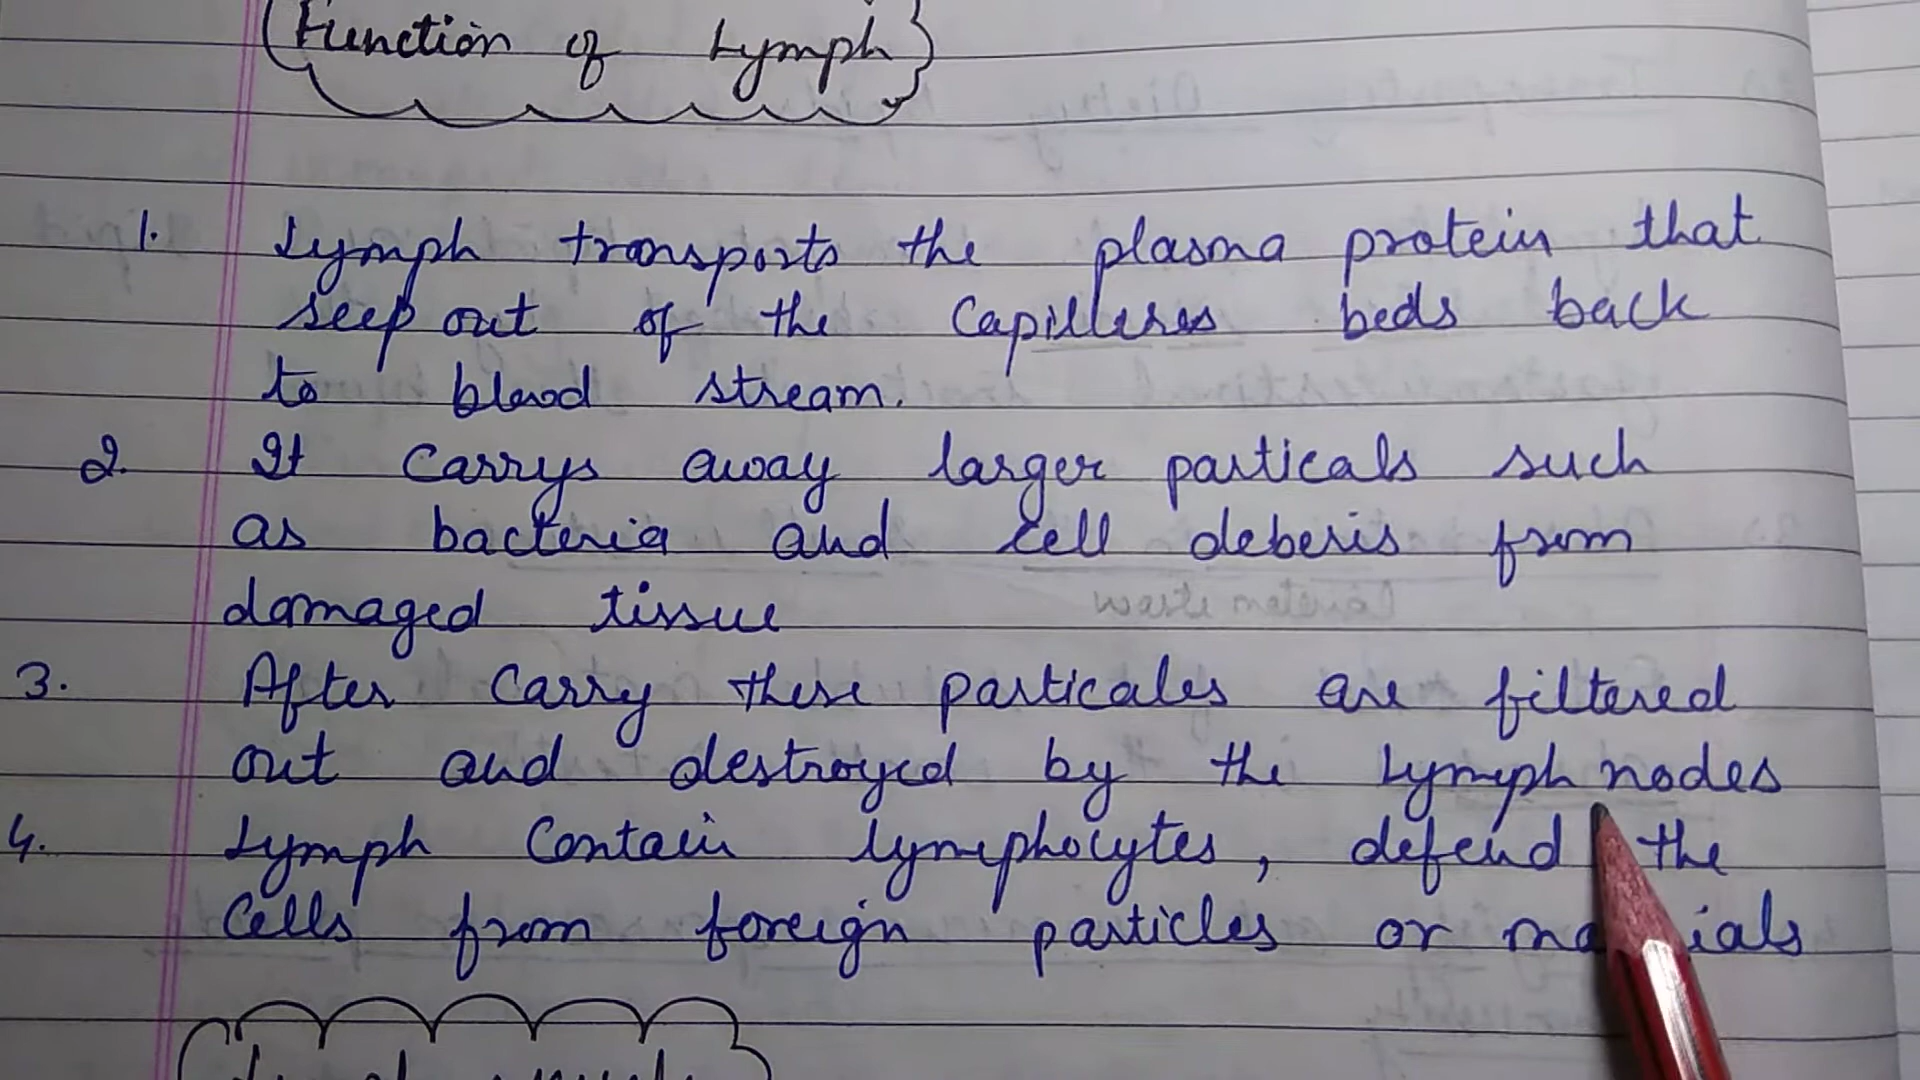 Function of Lymph
1. Lymph transports the plasma protein that
seep out of the Capilleres beds back
to blood stream.
2. It Carrys away larger particals such
as bacteria and cell deberis from
damaged tissue
3. After Carry these particales are filtered
out and destroyed by the Lymph nodes
4. Lymph Contain lymphocytes, defend the
Cells from foreign particles or